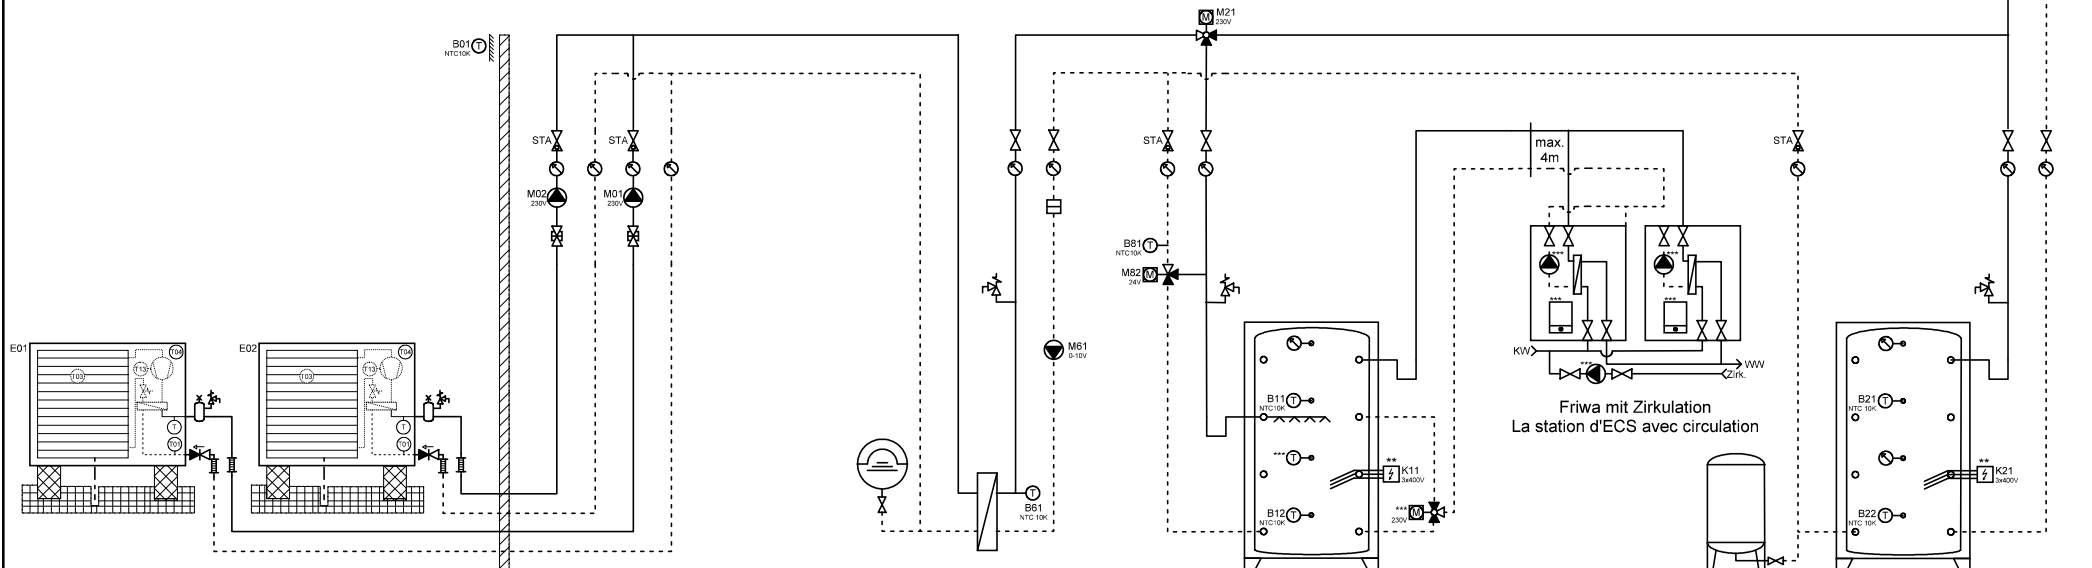 M21
230V
B01
T
NTC10K
STA
STA
STA
STA
max.
4m
M02
230V
M01
230V
B81
T
NTC10K
M82
M
24V
***
***
***
***
E01
T03
T13
T04
T
T01
E02
T03
T13
T04
T
T01
M61
0-10V
KW
WW
***
Zirk.
Friwa mit Zirkulation
La station d'ECS avec circulation
B11
T
NTC10K
***
T
**
K11
3x400V
B12
T
NTC10K
***
M
230V
B61
T
NTC 10K
B21
T
NTC 10K
**
K21
3x400V
B22
T
NTC 10K